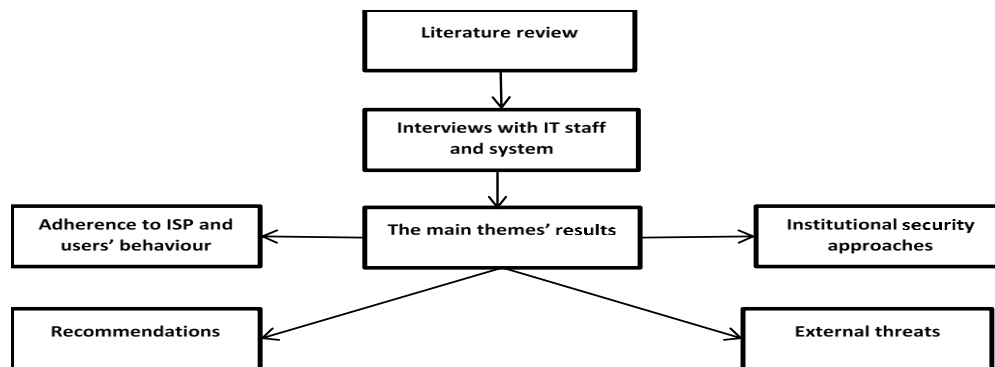 Literature review
Interviews with IT staff
and system
Adherence to ISP and
users’ behaviour
The main themes’ results
Institutional security
approaches
Recommendations
External threats